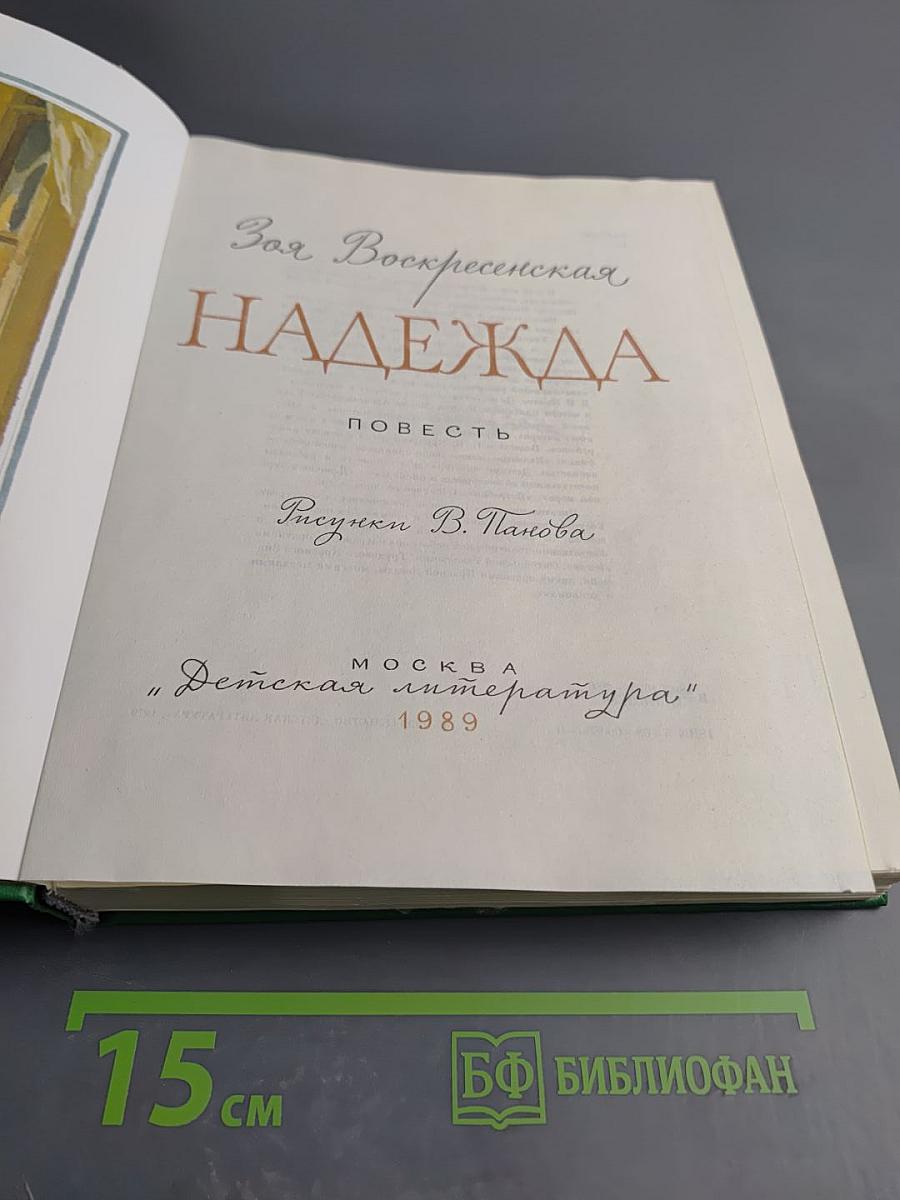 Зоя Воскресенская
НАДЕЖДА
ПОВЕСТЬ
Рисунки В. Панова
МОСКВА
„Детская литература"
1989
15 см
БФ БИБЛИОФАН